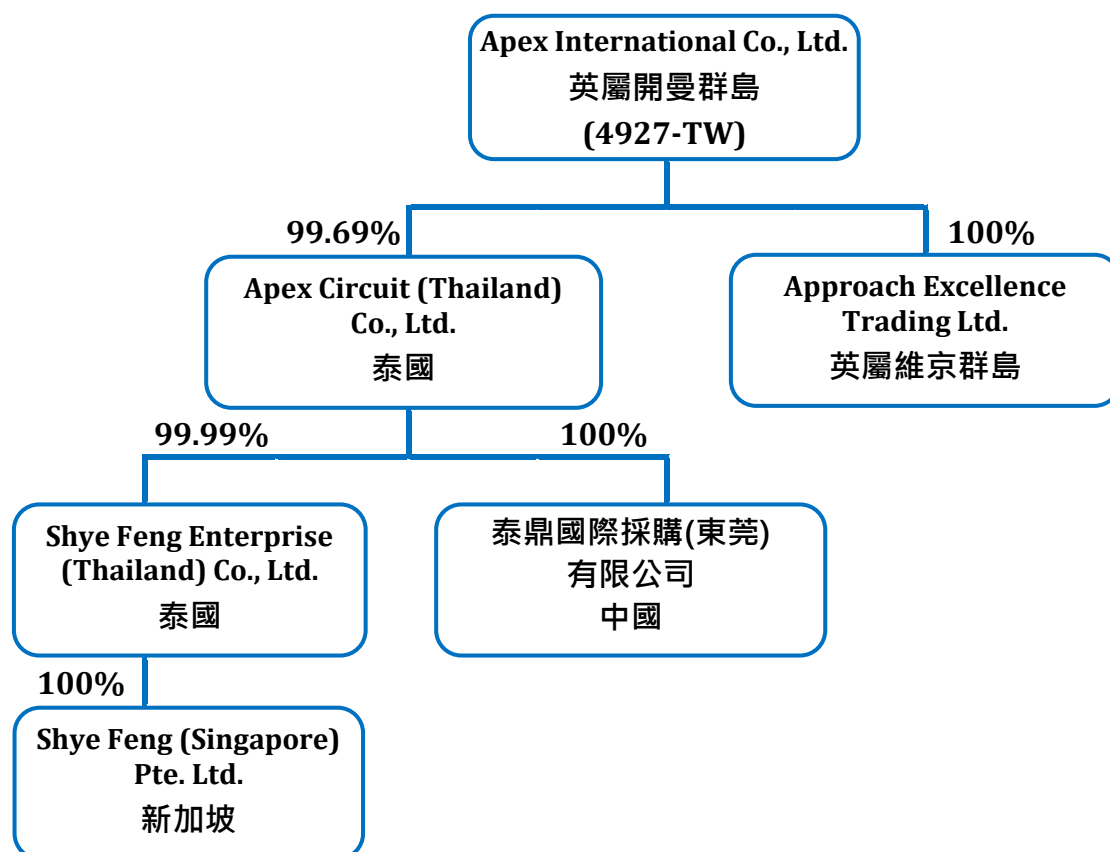 Apex International Co., Ltd.
英屬開曼群島
(4927-TW)
99.69%
100%
Apex Circuit (Thailand)
Co., Ltd.
泰國
Approach Excellence
Trading Ltd.
英屬維京群島
99.99%
100%
Shye Feng Enterprise
(Thailand) Co., Ltd.
泰國
泰鼎國際採購(東莞)
有限公司
中國
100%
Shye Feng (Singapore)
Pte. Ltd.
新加坡